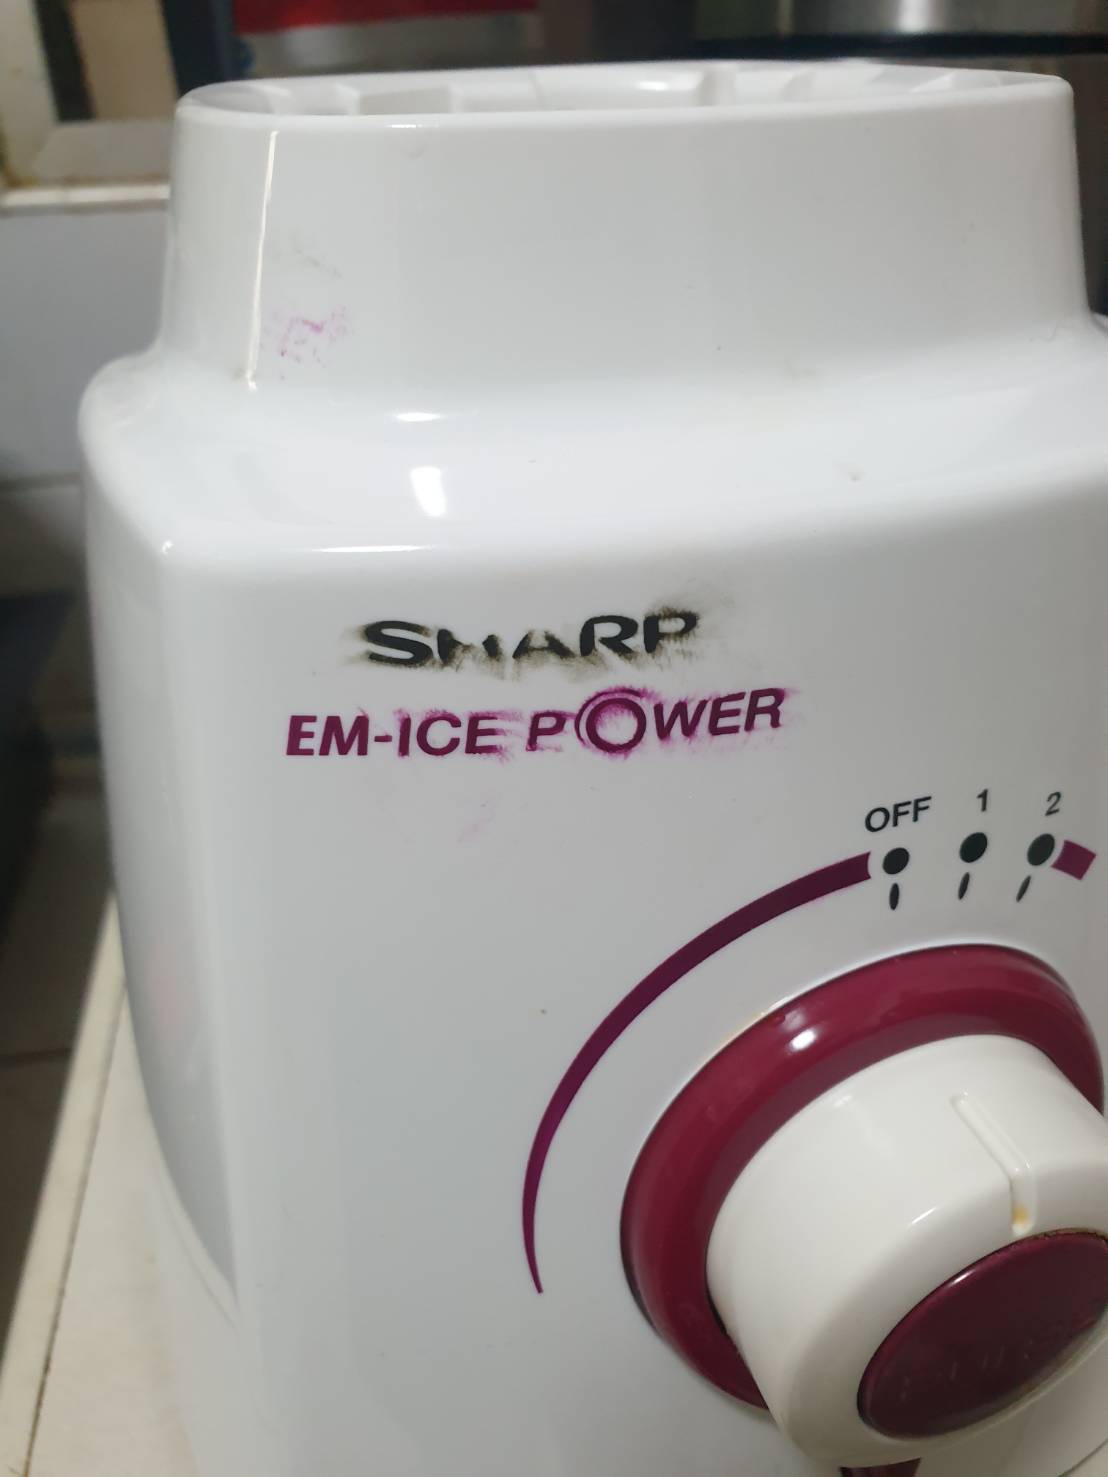 SHARP
EM-ICE POWER
OFF 1 2